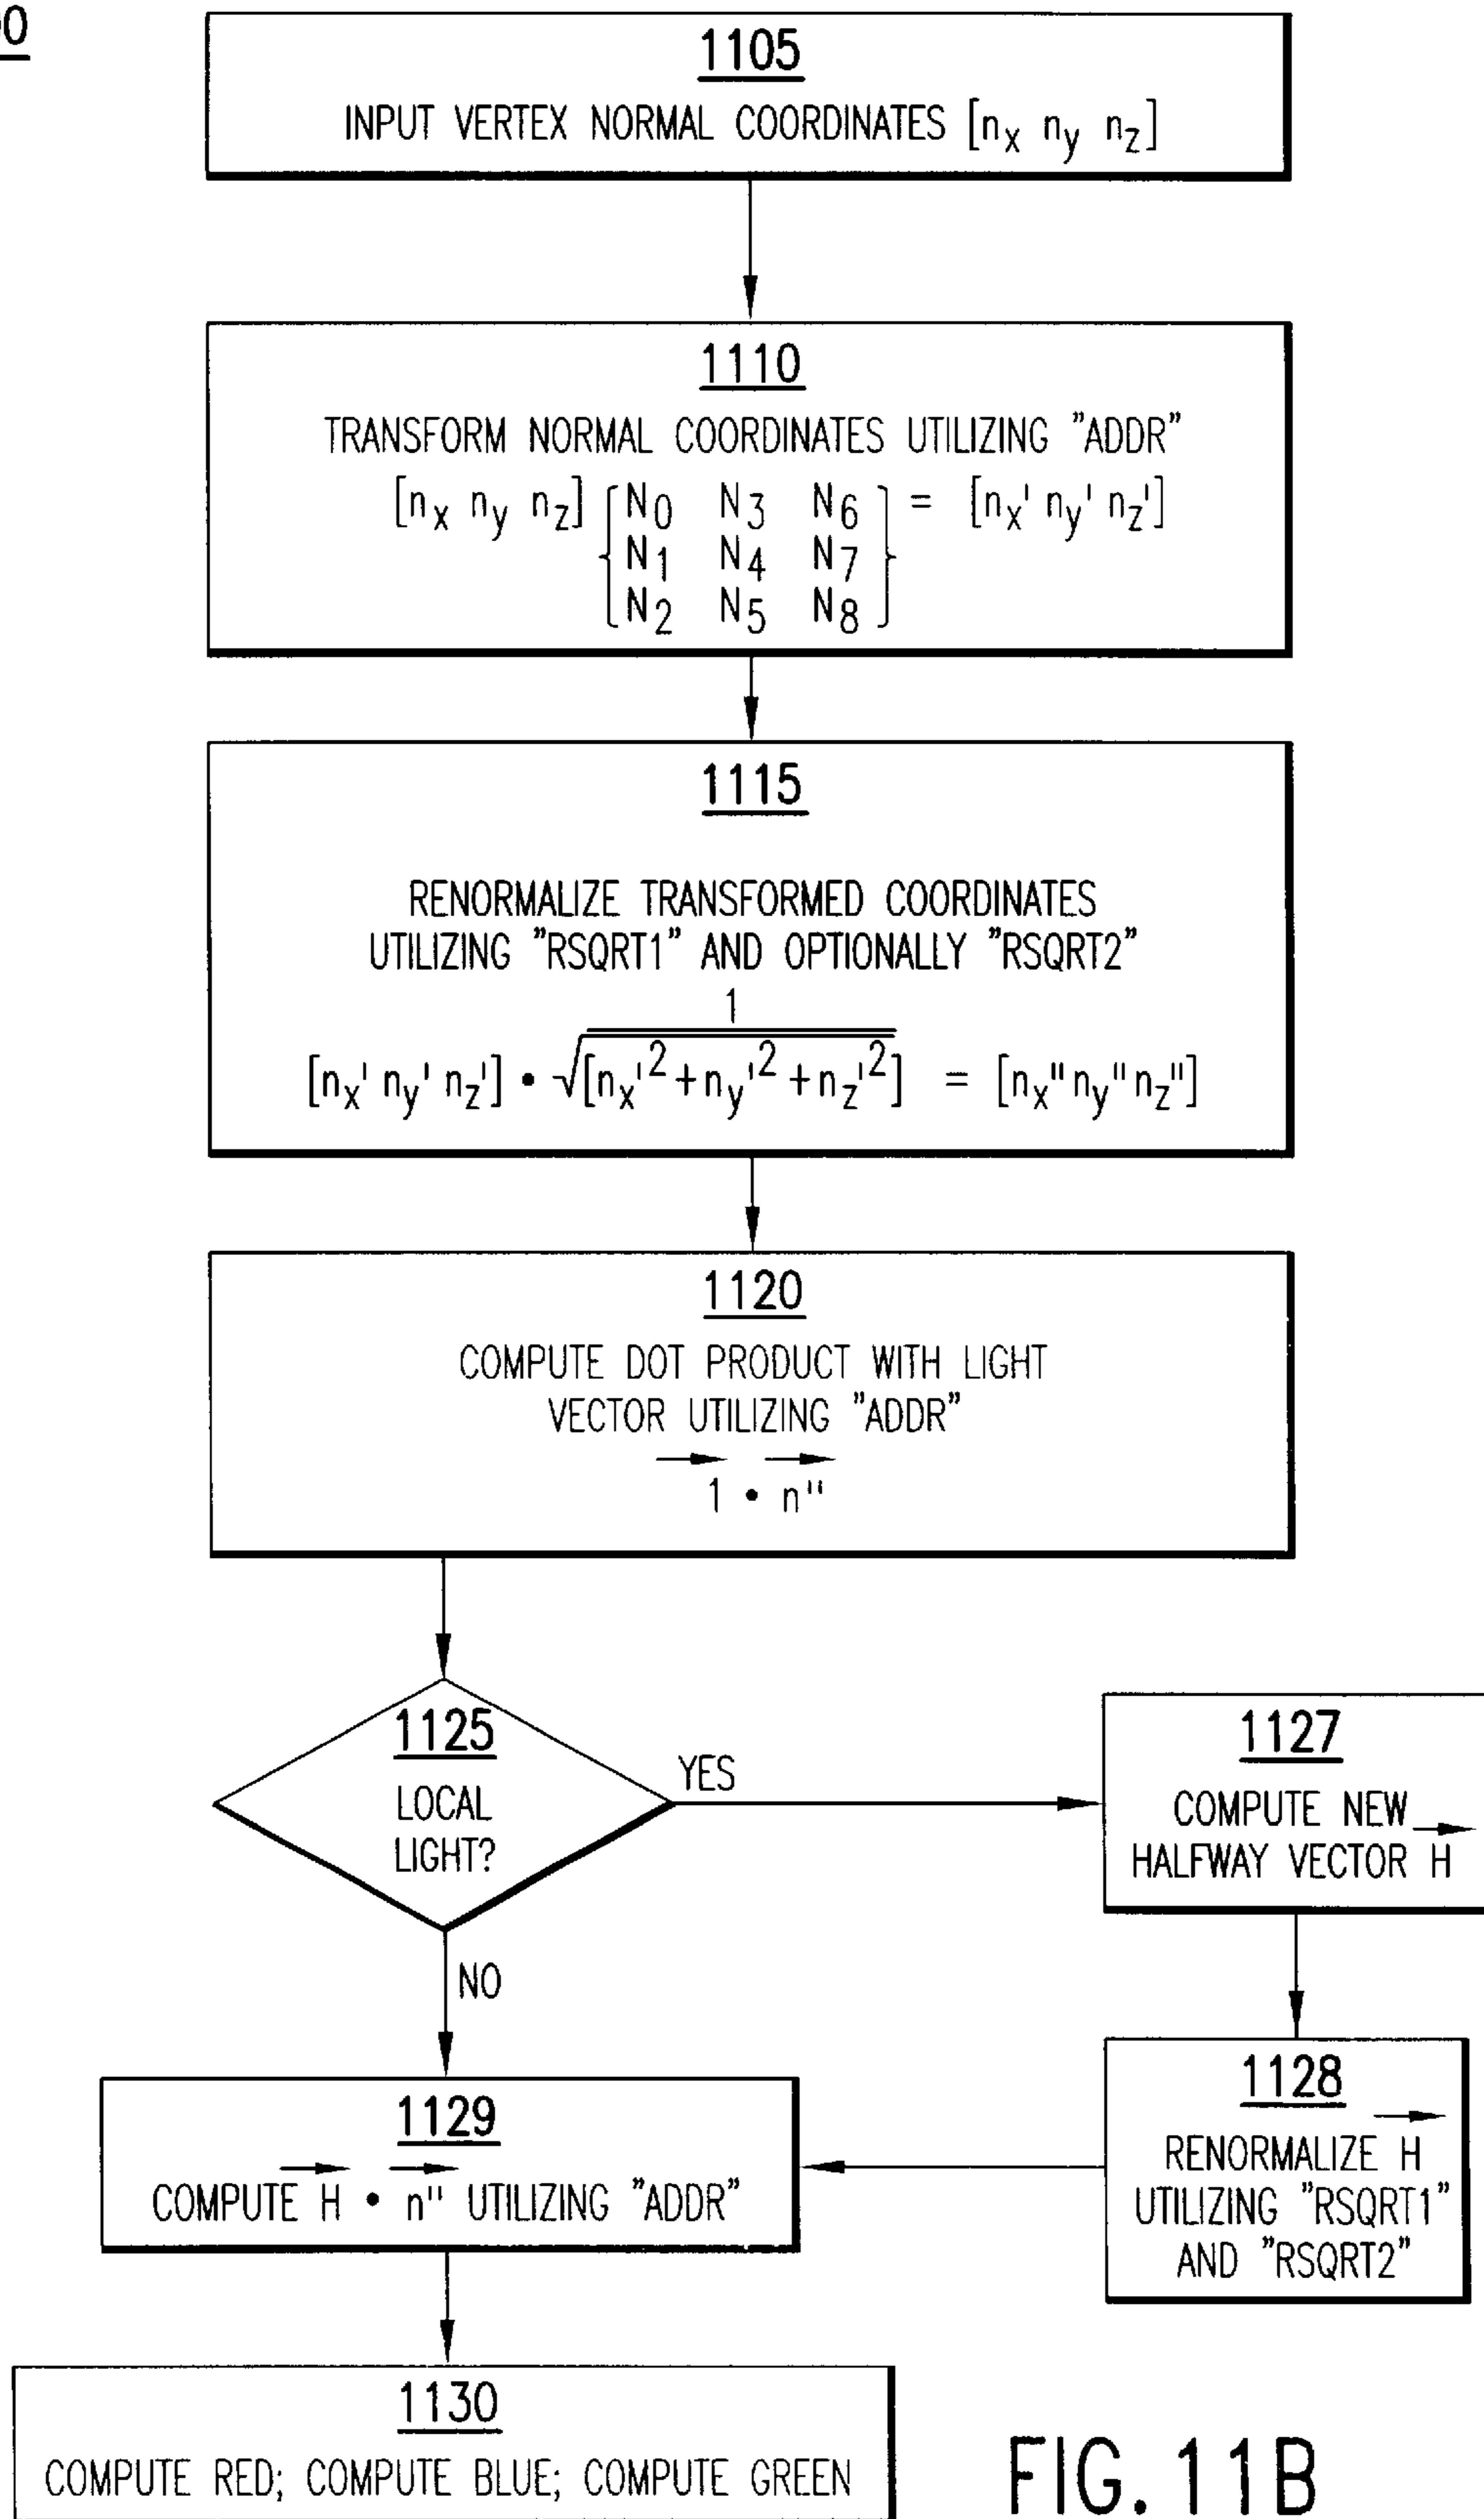 0
1105
INPUT VERTEX NORMAL COORDINATES [nx ny nz]
1110
TRANSFORM NORMAL COORDINATES UTILIZING "ADDR"
[nx ny nz] [N0 N3 N6] = [nx' ny' nz']
N1 N4 N7
N2 N5 N8
1115
RENORMALIZE TRANSFORMED COORDINATES
UTILIZING "RSQRT1" AND OPTIONALLY "RSQRT2"
1
[nx' ny' nz'] • √[nx'²+ny'²+nz'²] = [nx" ny" nz"]
1120
COMPUTE DOT PRODUCT WITH LIGHT
VECTOR UTILIZING "ADDR"
1 • n"
1125
LOCAL
LIGHT?
YES
1127
COMPUTE NEW
HALFWAY VECTOR H
NO
1128
RENORMALIZE H
UTILIZING "RSQRT1"
AND "RSQRT2"
1129
COMPUTE H • n" UTILIZING "ADDR"
1130
COMPUTE RED; COMPUTE BLUE; COMPUTE GREEN
FIG. 11B